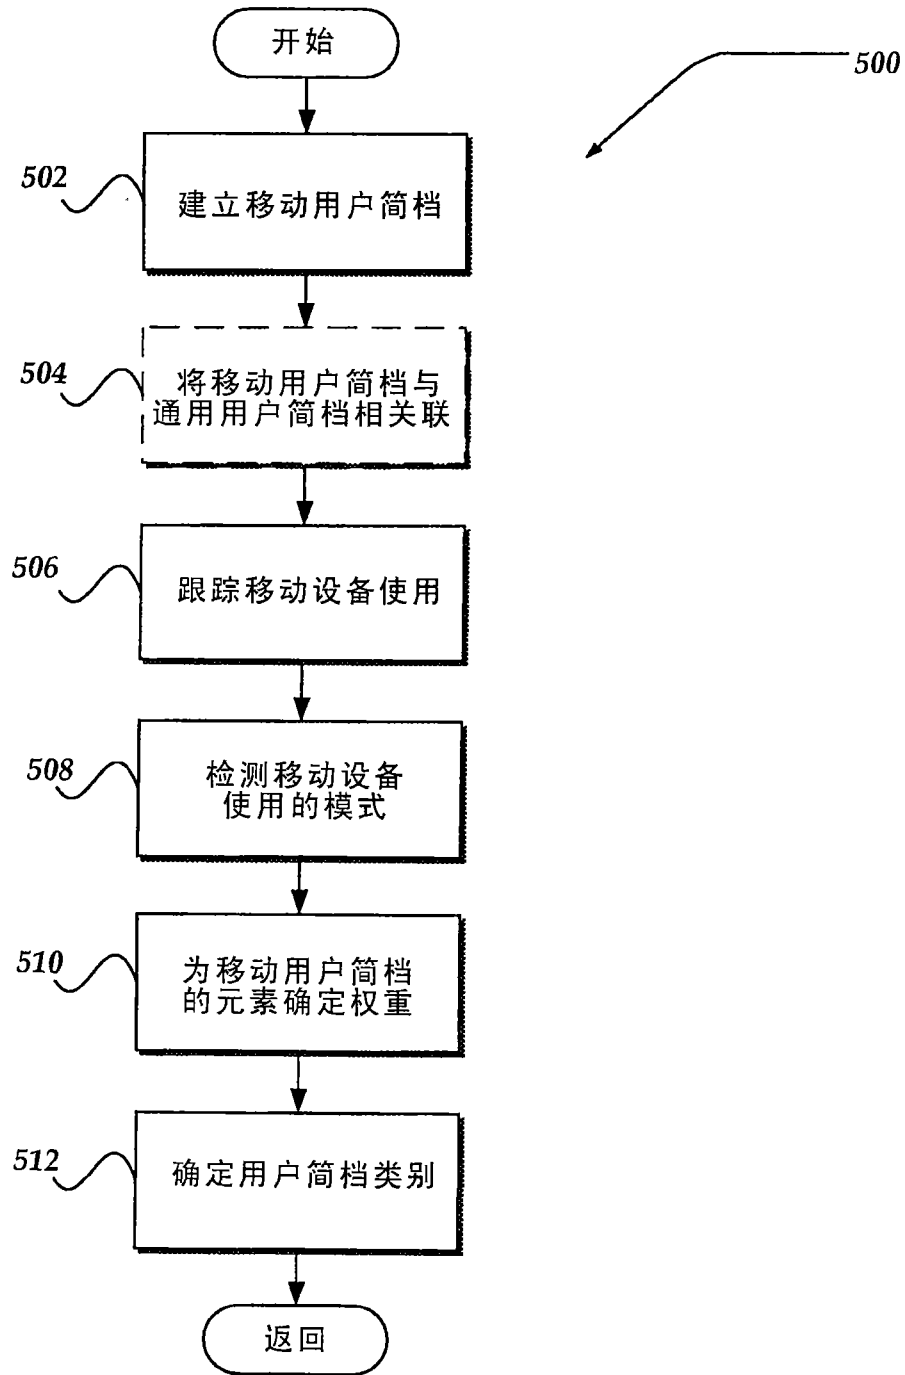 开始
500
502
建立移动用户简档
504
将移动用户简档与
通用用户简档相关联
506
跟踪移动设备使用
508
检测移动设备
使用的模式
510
为移动用户简档
的元素确定权重
512
确定用户简档类别
返回